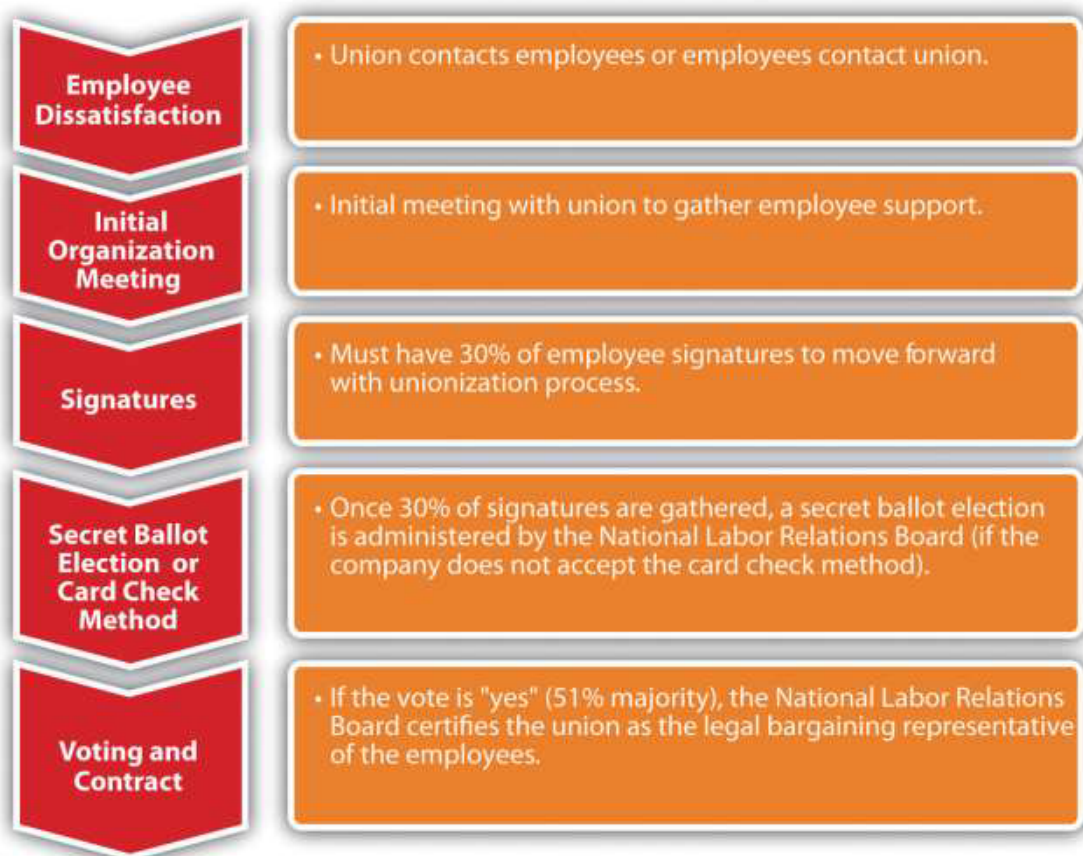 Employee
Dissatisfaction
• Union contacts employees or employees contact union.
Initial
Organization
Meeting
• Initial meeting with union to gather employee support.
Signatures
• Must have 30% of employee signatures to move forward
with unionization process.
Secret Ballot
Election or
Card Check
Method
• Once 30% of signatures are gathered, a secret ballot election
is administered by the National Labor Relations Board (if the
company does not accept the card check method).
Voting and
Contract
• If the vote is "yes" (51% majority), the National Labor Relations
Board certifies the union as the legal bargaining representative
of the employees.